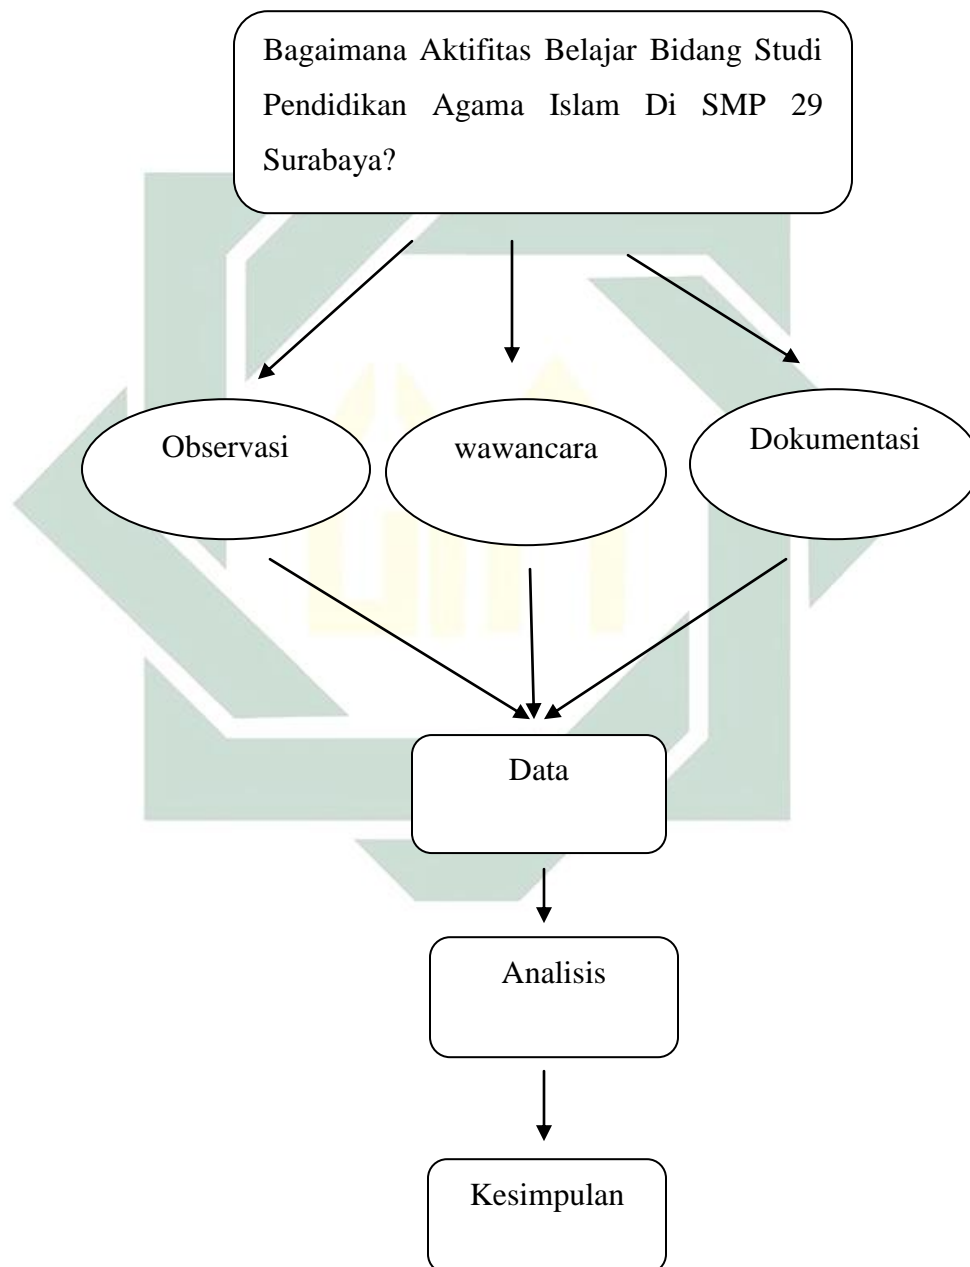 Bagaimana Aktifitas Belajar Bidang Studi
Pendidikan Agama Islam Di SMP 29
Surabaya?
Observasi
wawancara
Dokumentasi
Data
Analisis
Kesimpulan